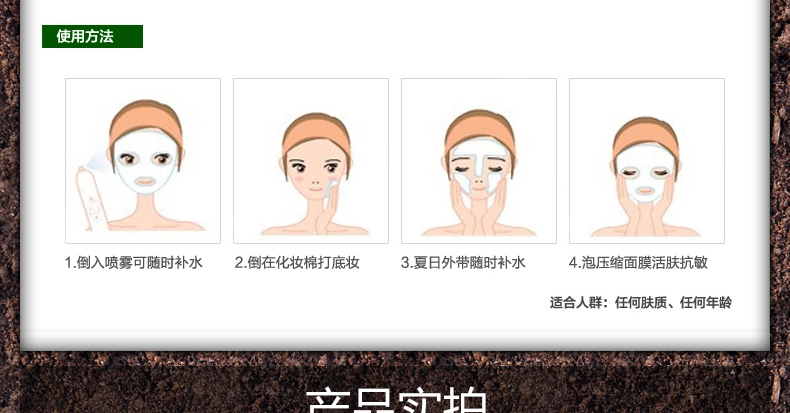 使用方法
1.倒入喷雾可随时补水
2.倒在化妆棉打底妆
3.夏日外带随时补水
4.泡压缩面膜活肤抗敏
适合人群：任何肤质、任何年龄
产品实拍